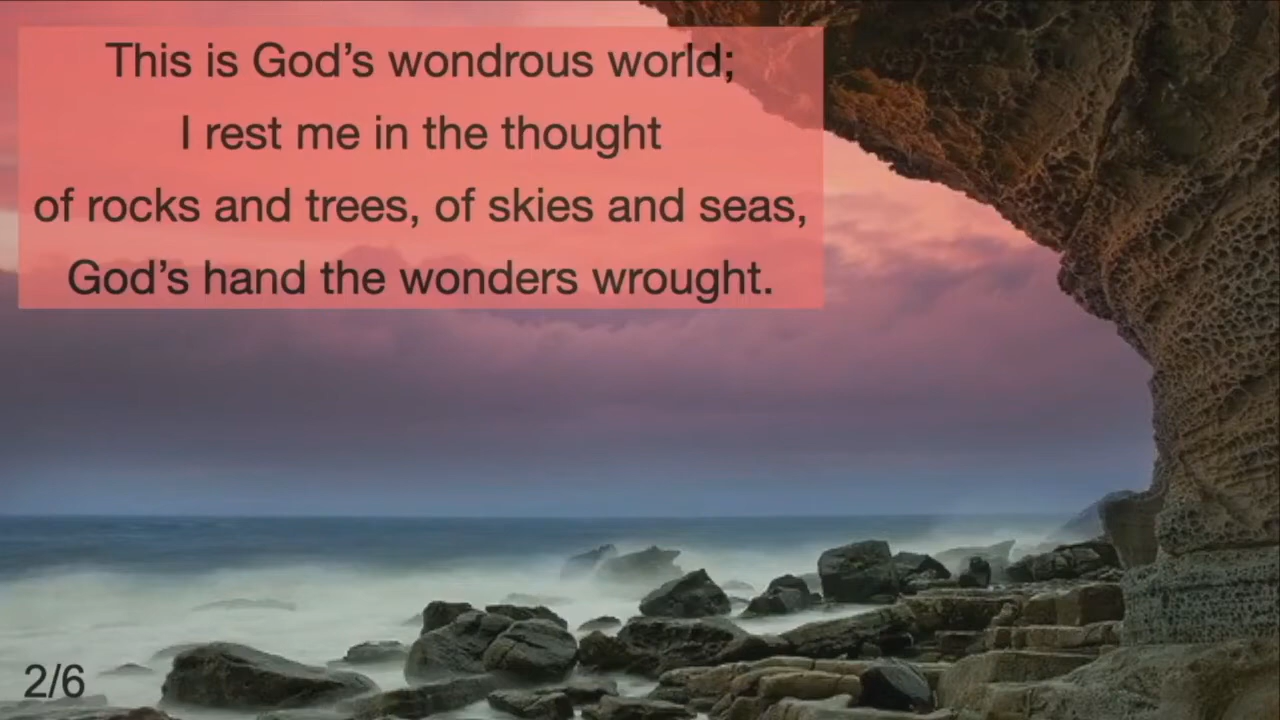 This is God’s wondrous world;
I rest me in the thought
of rocks and trees, of skies and seas,
God’s hand the wonders wrought.
2/6